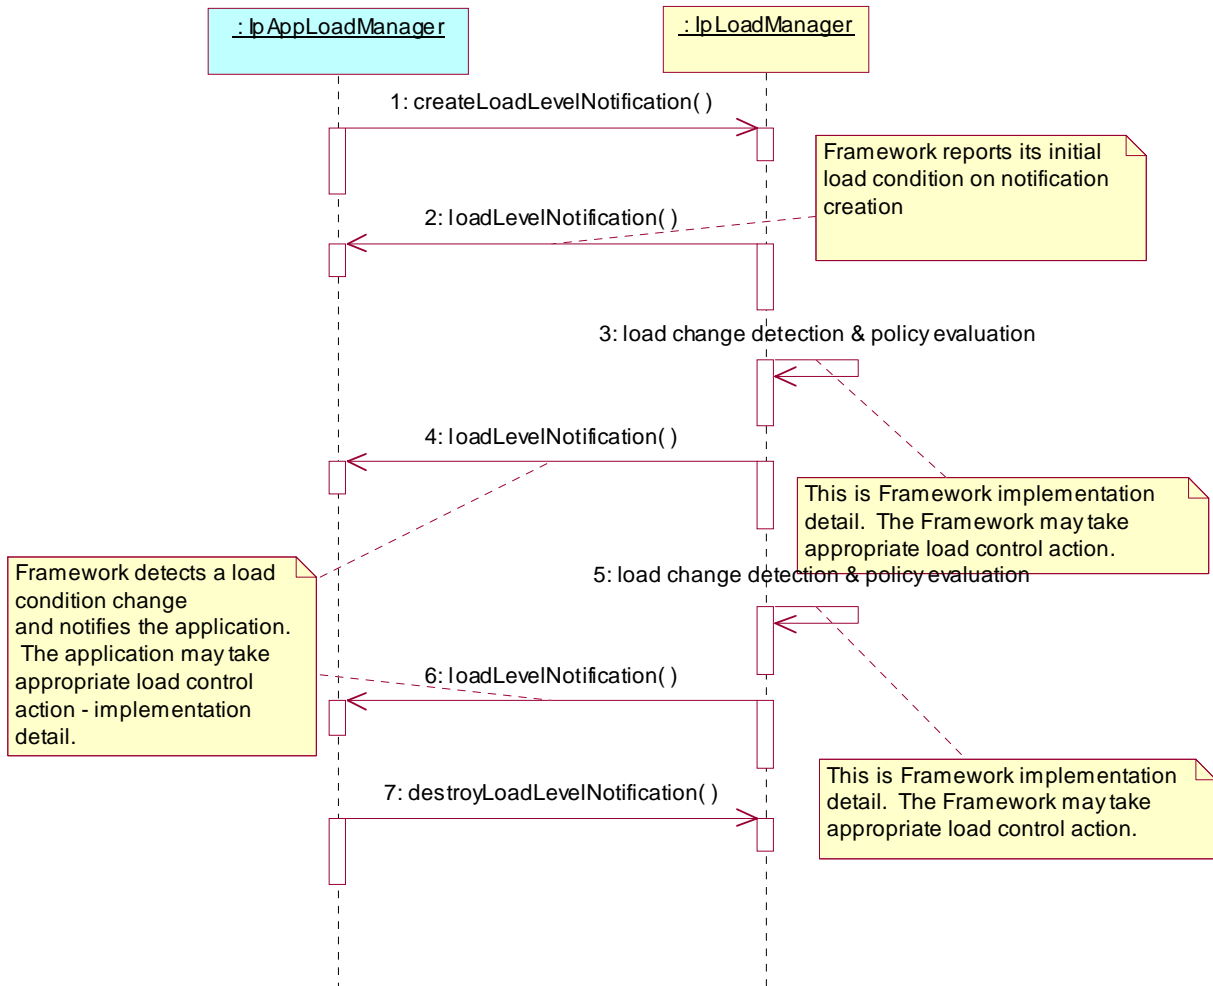 : IpAppLoadManager
: IpLoadManager
1: createLoadLevelNotification( )
Framework reports its initial
load condition on notification
creation
2: loadLevelNotification( )
3: load change detection & policy evaluation
4: loadLevelNotification( )
This is Framework implementation
detail.  The Framework may take
appropriate load control action.
5: load change detection & policy evaluation
Framework detects a load
condition change
and notifies the application.
The application may take
appropriate load control
action - implementation
detail.
6: loadLevelNotification( )
This is Framework implementation
detail.  The Framework may take
appropriate load control action.
7: destroyLoadLevelNotification( )